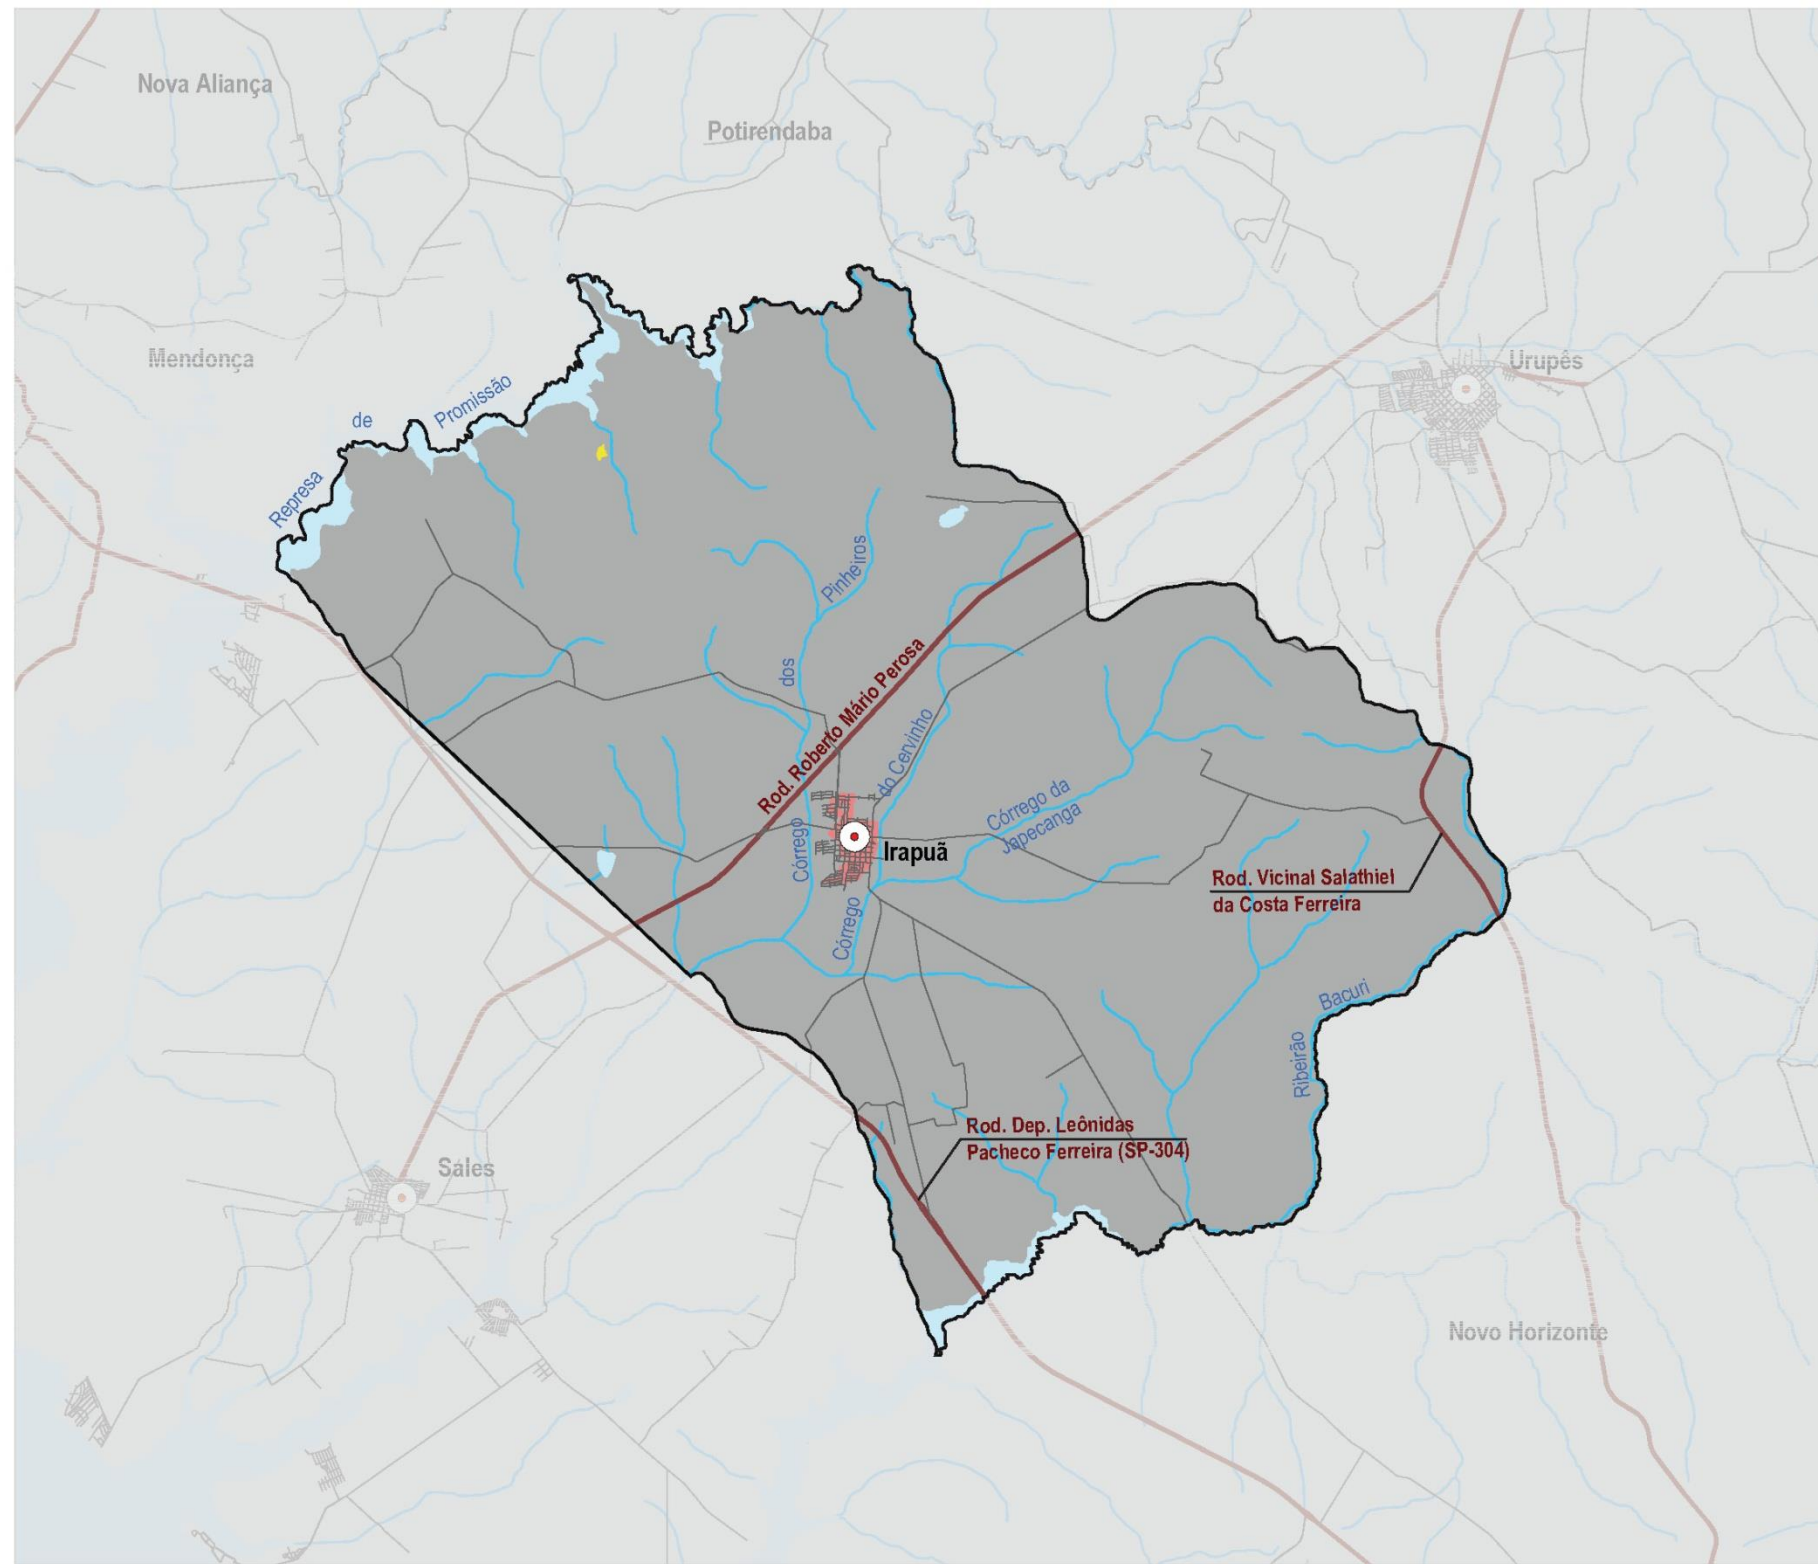 Nova Aliança
Potirendaba
Mendonça
Urupês
Represa
de
Promissão
Pinheiros
dos
Córrego
Rod. Roberto Mário Perosa
do Cervinho
Córrego
Córrego da
Japecanga
Irapuã
Rod. Vicinal Salathiel
da Costa Ferreira
Bacuri
Ribeirão
Rod. Dep. Leônidas
Pacheco Ferreira (SP-304)
Sales
Novo Horizonte